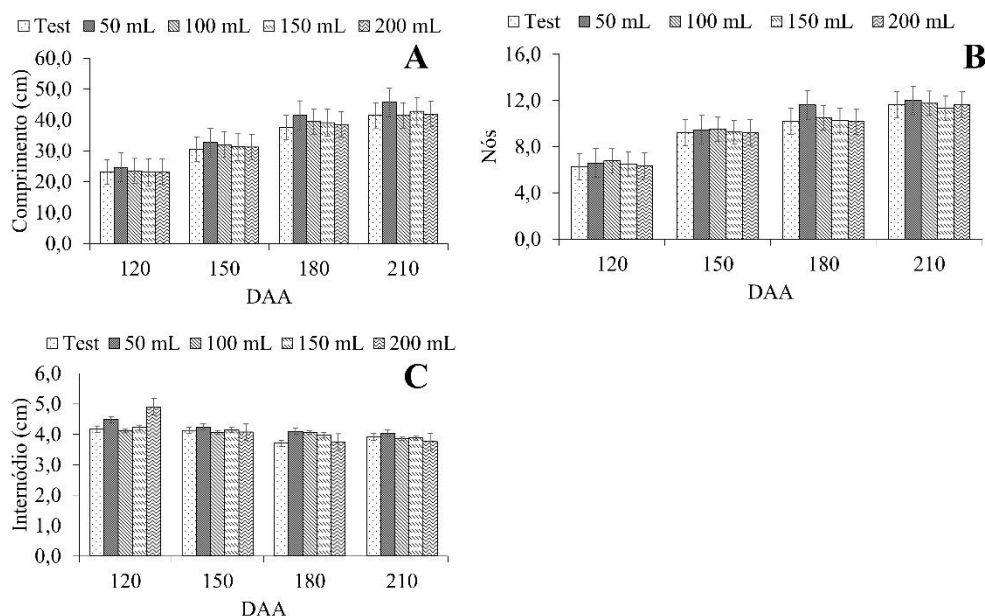 Test 50 mL 100 mL 150 mL 200 mL
A
60,0
50,0
40,0
30,0
20,0
10,0
0,0
Comprimento (cm)
120 150 180 210
DAA
Test 50 mL 100 mL 150 mL 200 mL
B
16,0
12,0
8,0
4,0
0,0
Nós
120 150 180 210
DAA
Test 50 mL 100 mL 150 mL 200 mL
C
6,0
5,0
4,0
3,0
2,0
1,0
0,0
Internódio (cm)
120 150 180 210
DAA